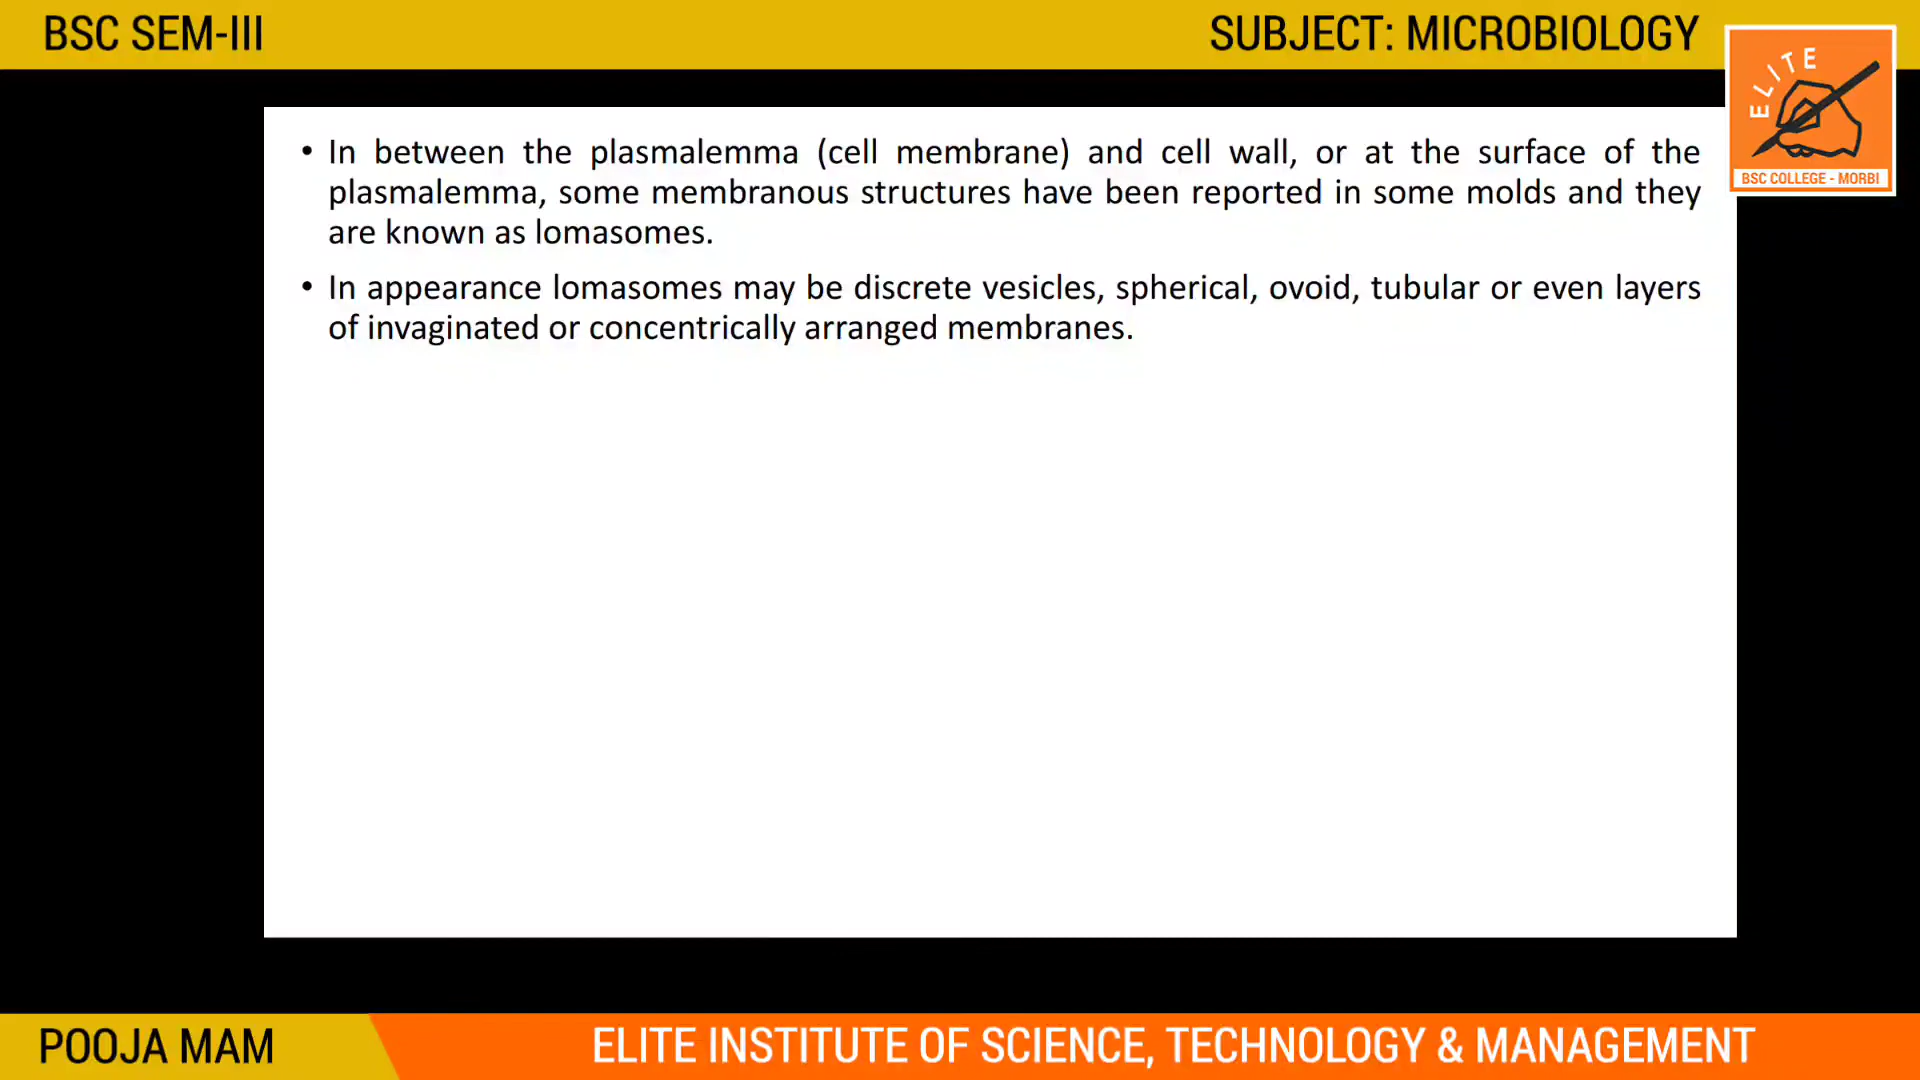 BSC SEM-III
SUBJECT: MICROBIOLOGY
ELITE
BSC COLLEGE - MORBI
• In between the plasmalemma (cell membrane) and cell wall, or at the surface of the
plasmalemma, some membranous structures have been reported in some molds and they
are known as lomasomes.
• In appearance lomasomes may be discrete vesicles, spherical, ovoid, tubular or even layers
of invaginated or concentrically arranged membranes.
POOJA MAM
ELITE INSTITUTE OF SCIENCE, TECHNOLOGY & MANAGEMENT